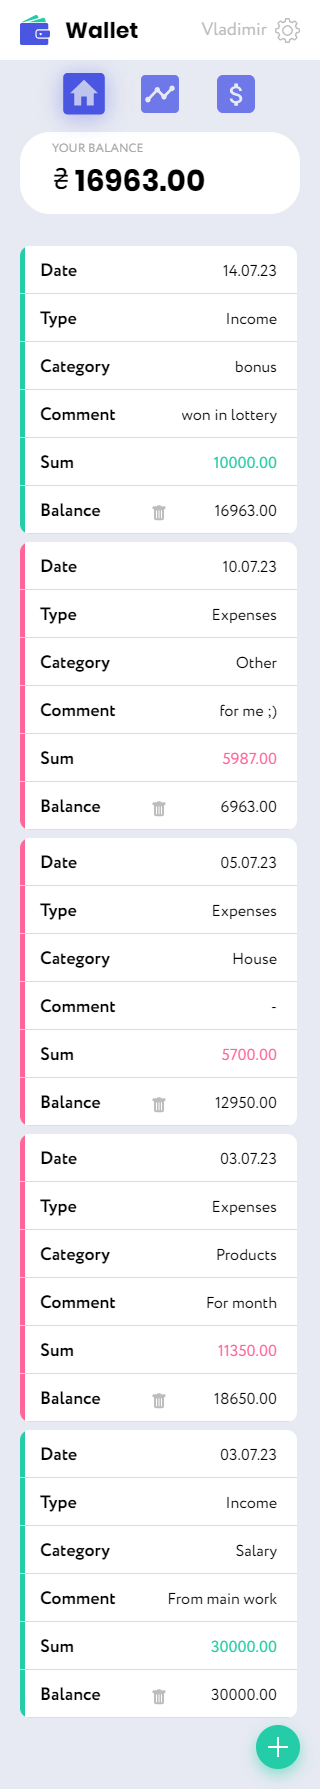 Wallet Vladimir
YOUR BALANCE
₴ 16963.00
Date 14.07.23
Type Income
Category bonus
Comment won in lottery
Sum 10000.00
Balance 16963.00
Date 10.07.23
Type Expenses
Category Other
Comment for me ;)
Sum 5987.00
Balance 6963.00
Date 05.07.23
Type Expenses
Category House
Comment -
Sum 5700.00
Balance 12950.00
Date 03.07.23
Type Expenses
Category Products
Comment For month
Sum 11350.00
Balance 18650.00
Date 03.07.23
Type Income
Category Salary
Comment From main work
Sum 30000.00
Balance 30000.00